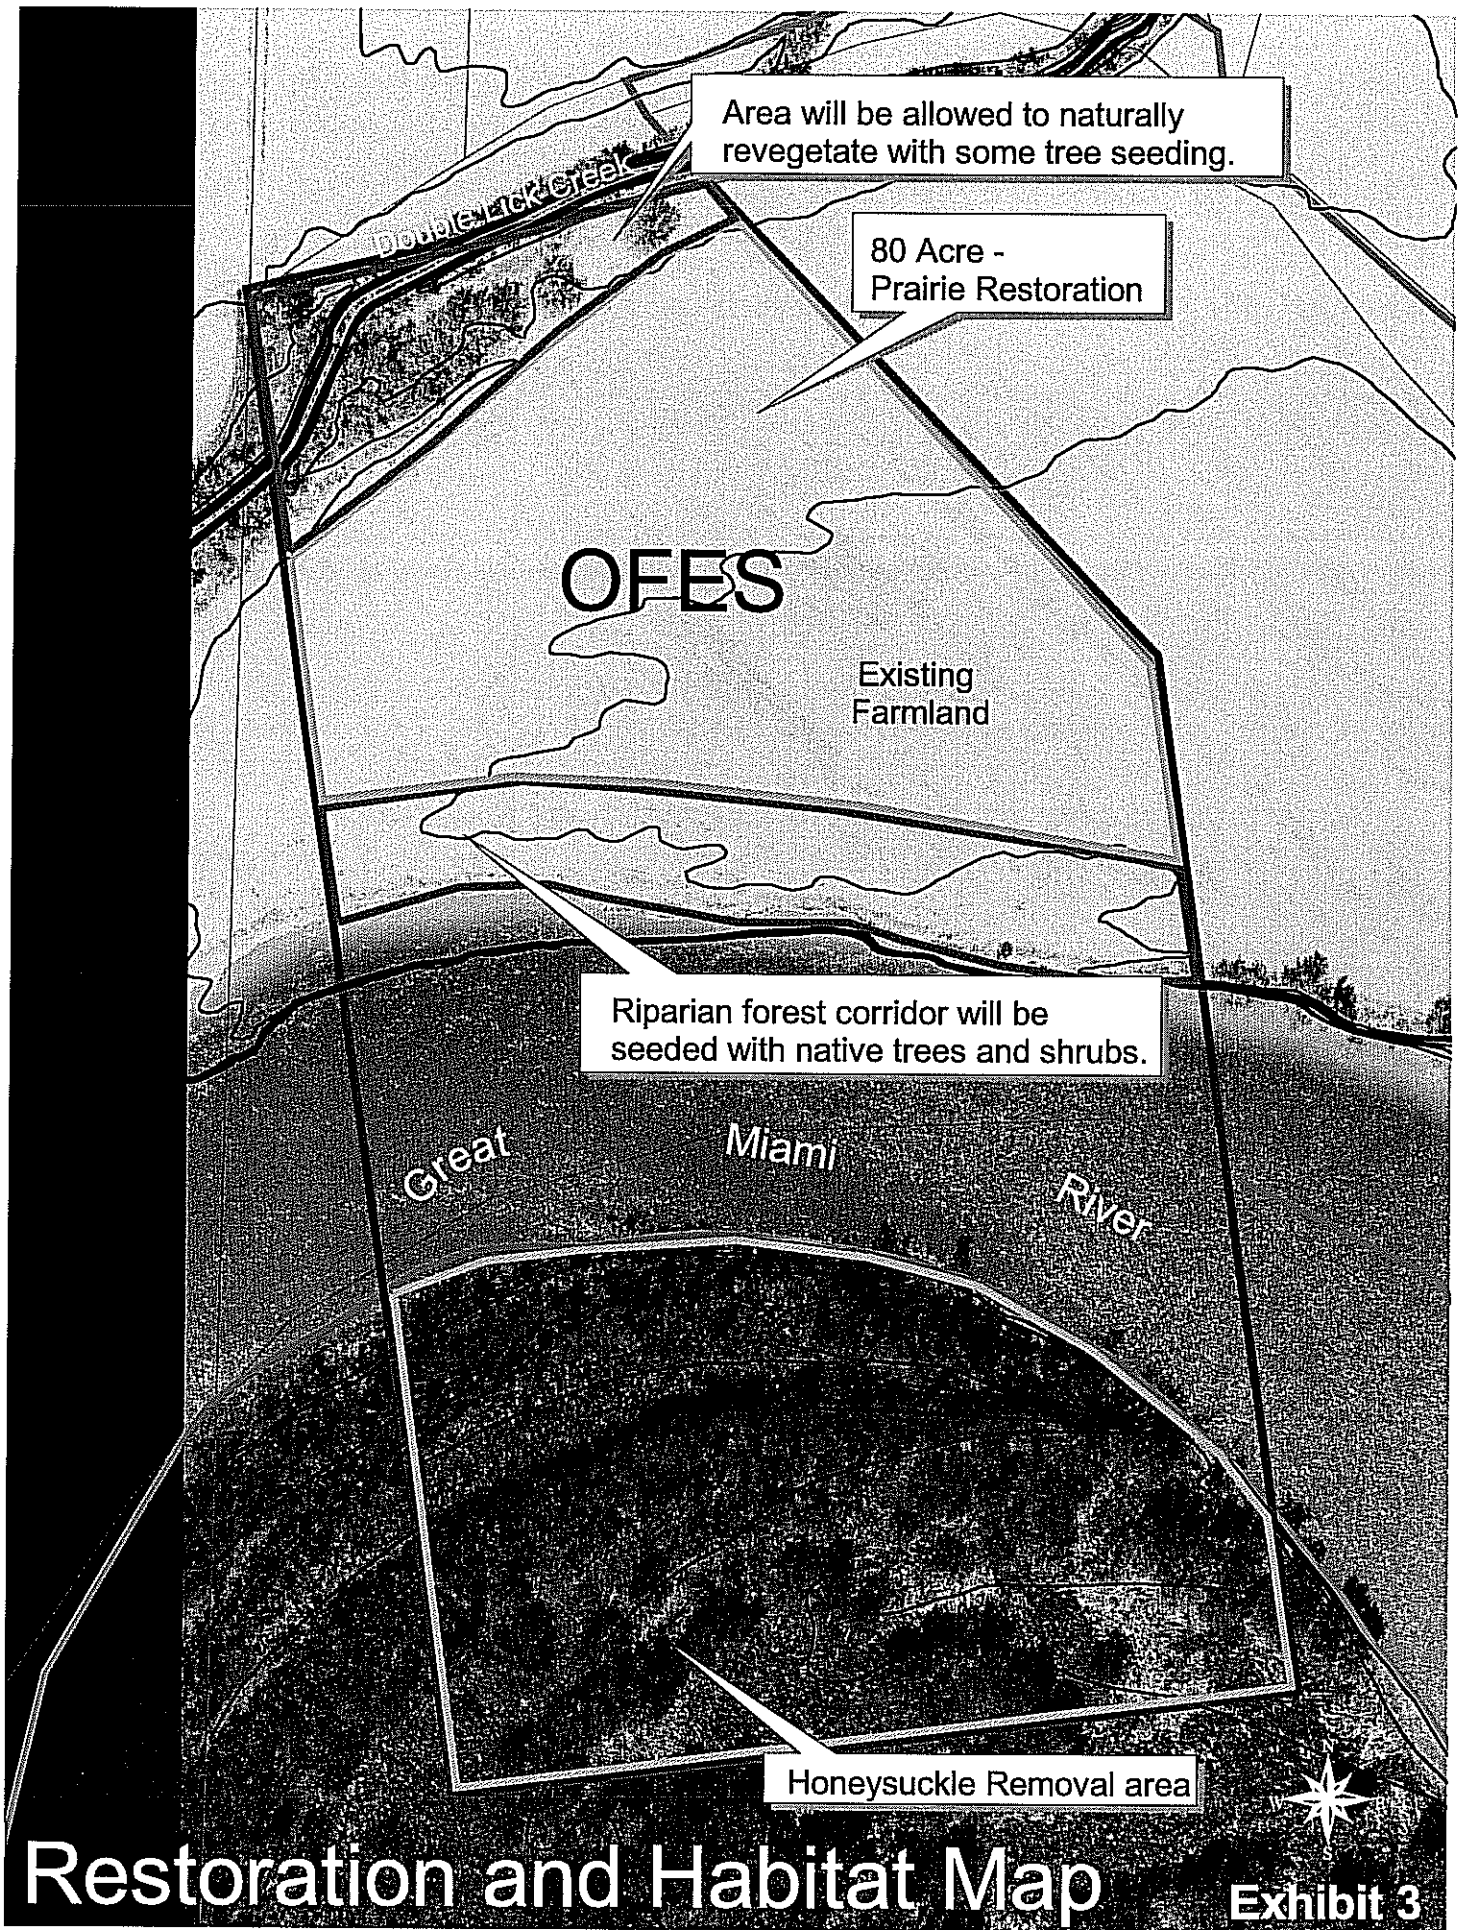 Area will be allowed to naturally
revegetate with some tree seeding.
Double Lick Creek
80 Acre -
Prairie Restoration
OFES
Existing
Farmland
Riparian forest corridor will be
seeded with native trees and shrubs.
Great Miami River
Honeysuckle Removal area
S
Restoration and Habitat Map
Exhibit 3